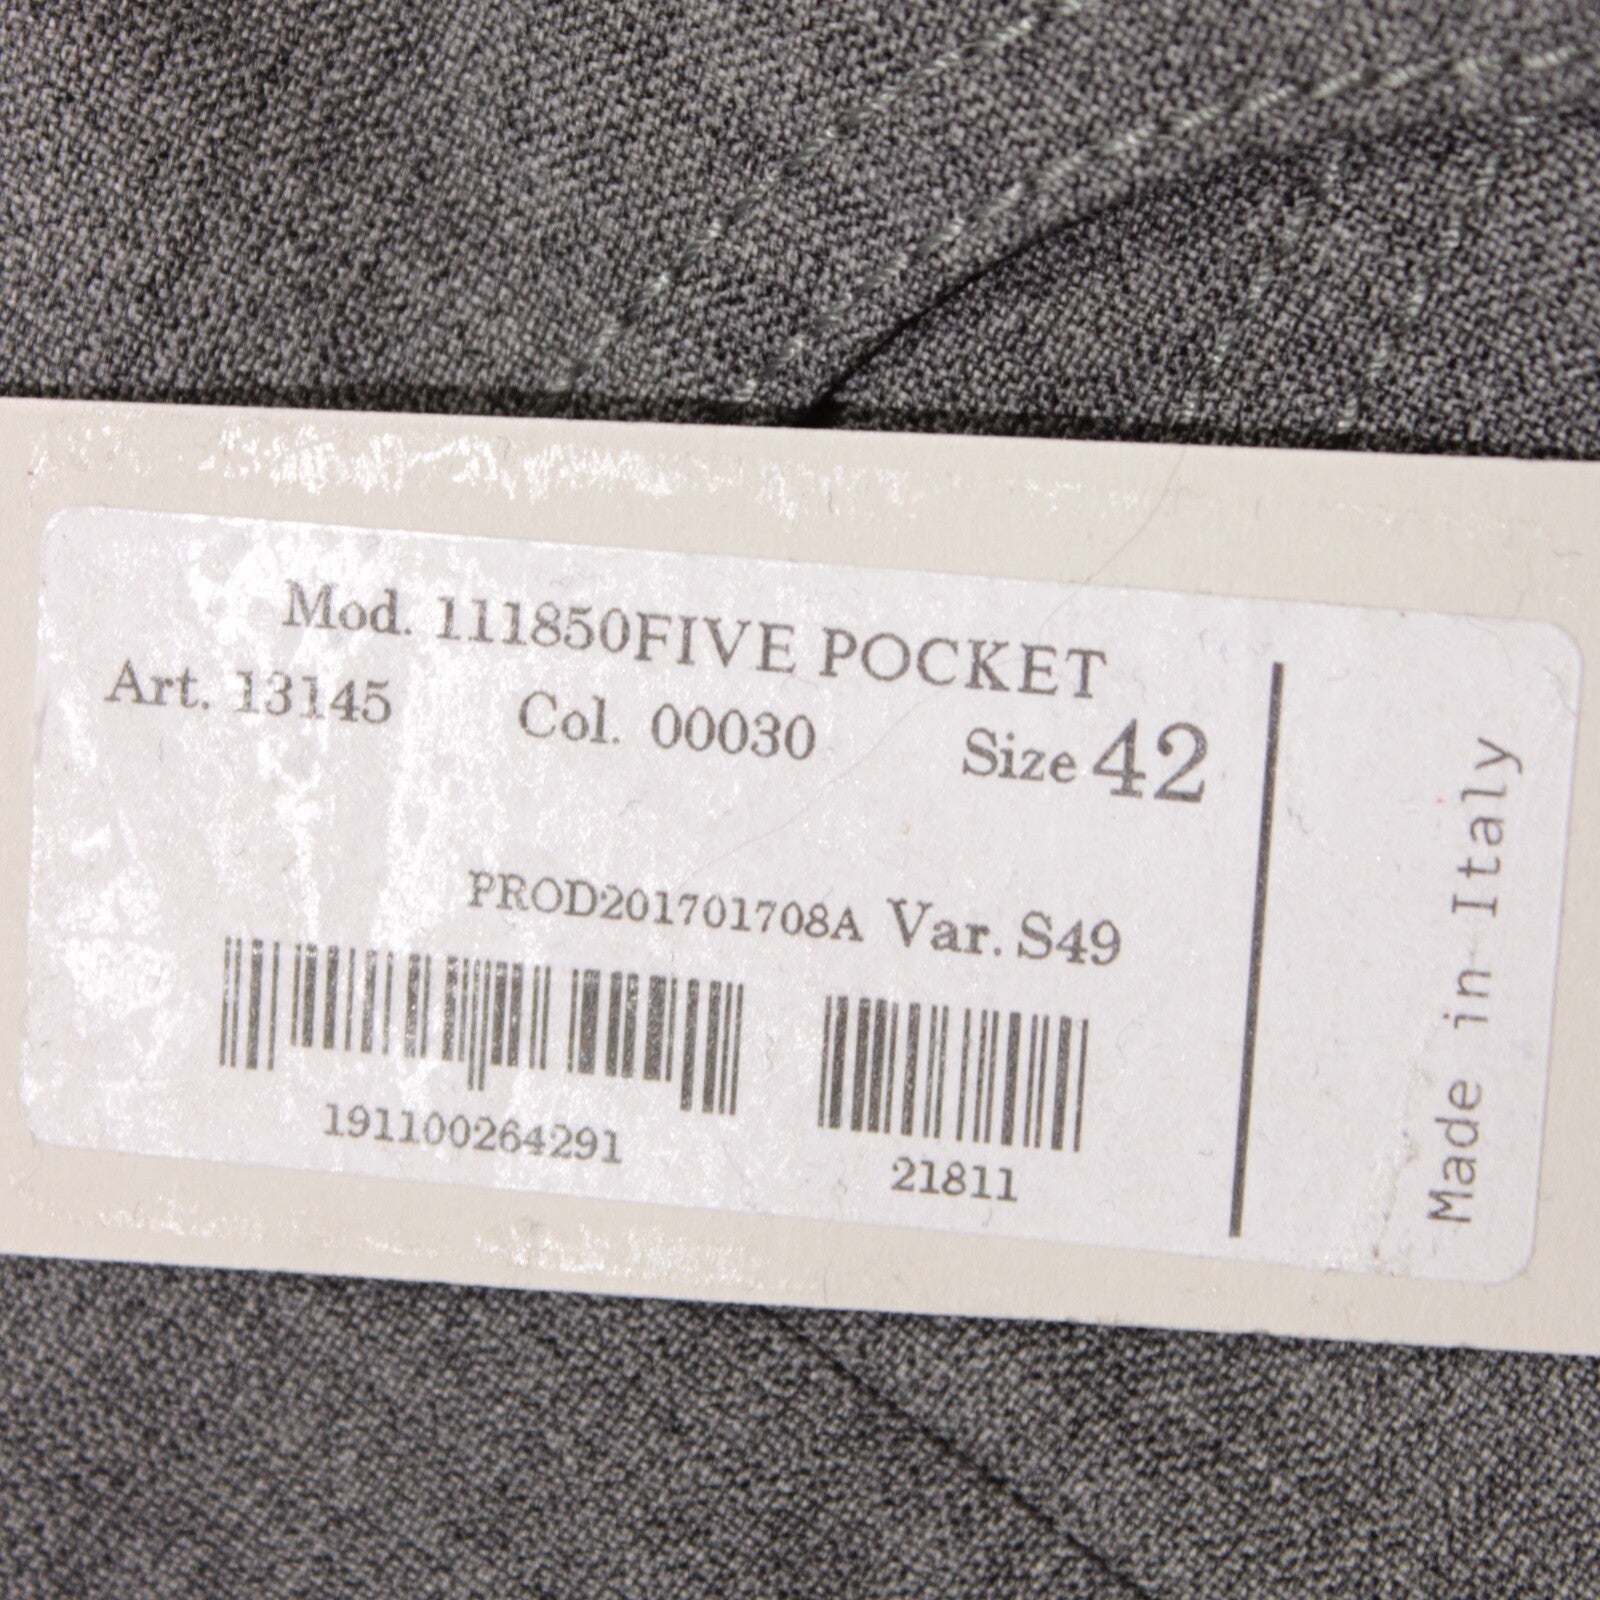 Mod. 111850FIVE POCKET
Art. 13145 Col. 00030 Size 42
PROD201701708A Var. S49
191100264291 21811
Made in Italy